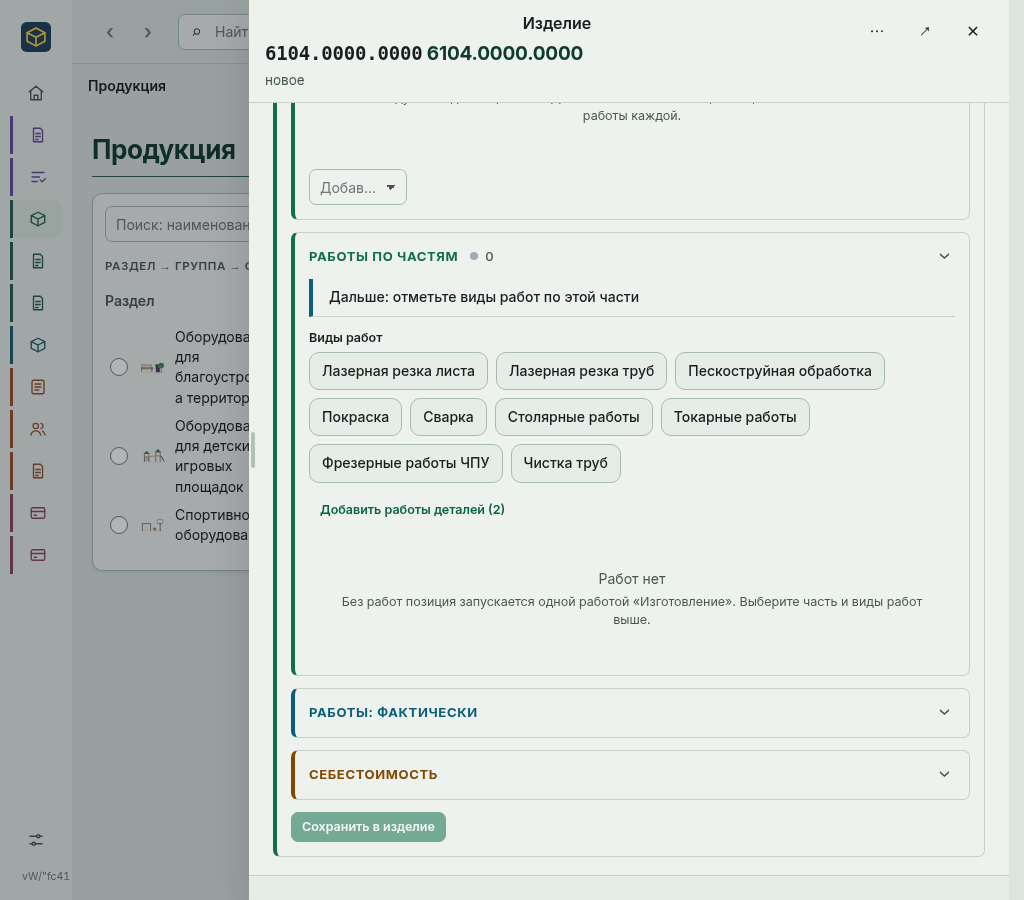 Изделие
6104.0000.0000 6104.0000.0000
новое
Найт
Продукция
Продукция
Поиск: наименован
РАЗДЕЛ → ГРУППА →
Раздел
Оборудова
для
благоустро
а территор
Оборудова
для детски
игровых
площадок
Спортивно
оборудова
vW/"fc41
работы каждой.
Добав...
РАБОТЫ ПО ЧАСТЯМ 0
Дальше: отметьте виды работ по этой части
Виды работ
Лазерная резка листа
Лазерная резка труб
Пескоструйная обработка
Покраска
Сварка
Столярные работы
Токарные работы
Фрезерные работы ЧПУ
Чистка труб
Добавить работы деталей (2)
Работ нет
Без работ позиция запускается одной работой «Изготовление». Выберите часть и виды работ
выше.
РАБОТЫ: ФАКТИЧЕСКИ
СЕБЕСТОИМОСТЬ
Сохранить в изделие